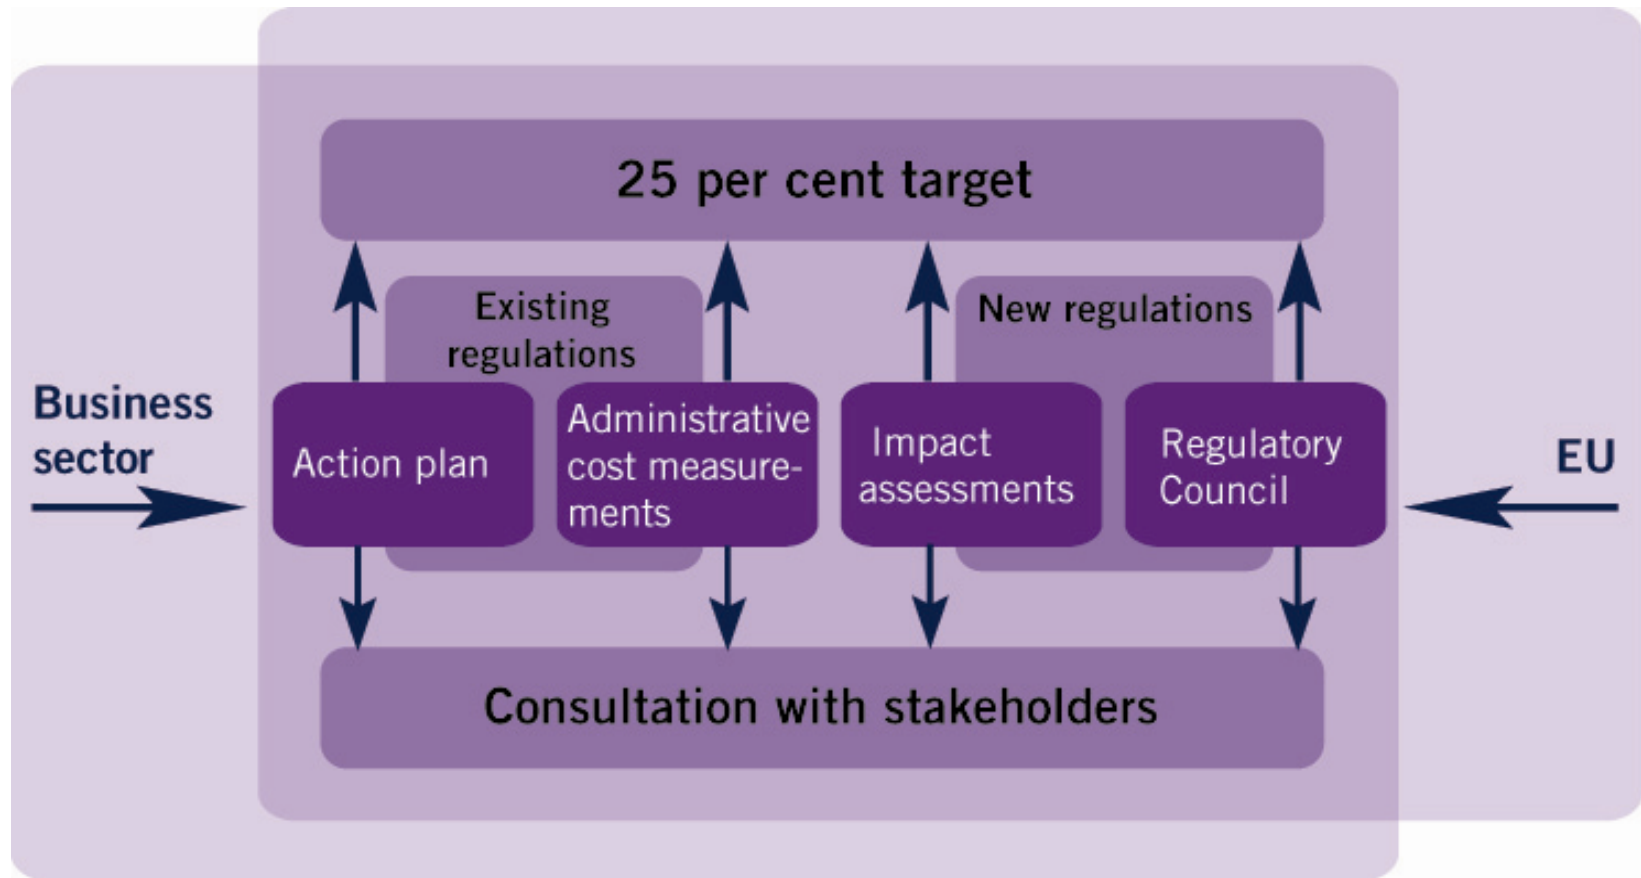 25 per cent target
Existing
regulations
New regulations
Business
sector
Action plan
Administrative
cost measure-
ments
Impact
assessments
Regulatory
Council
EU
Consultation with stakeholders